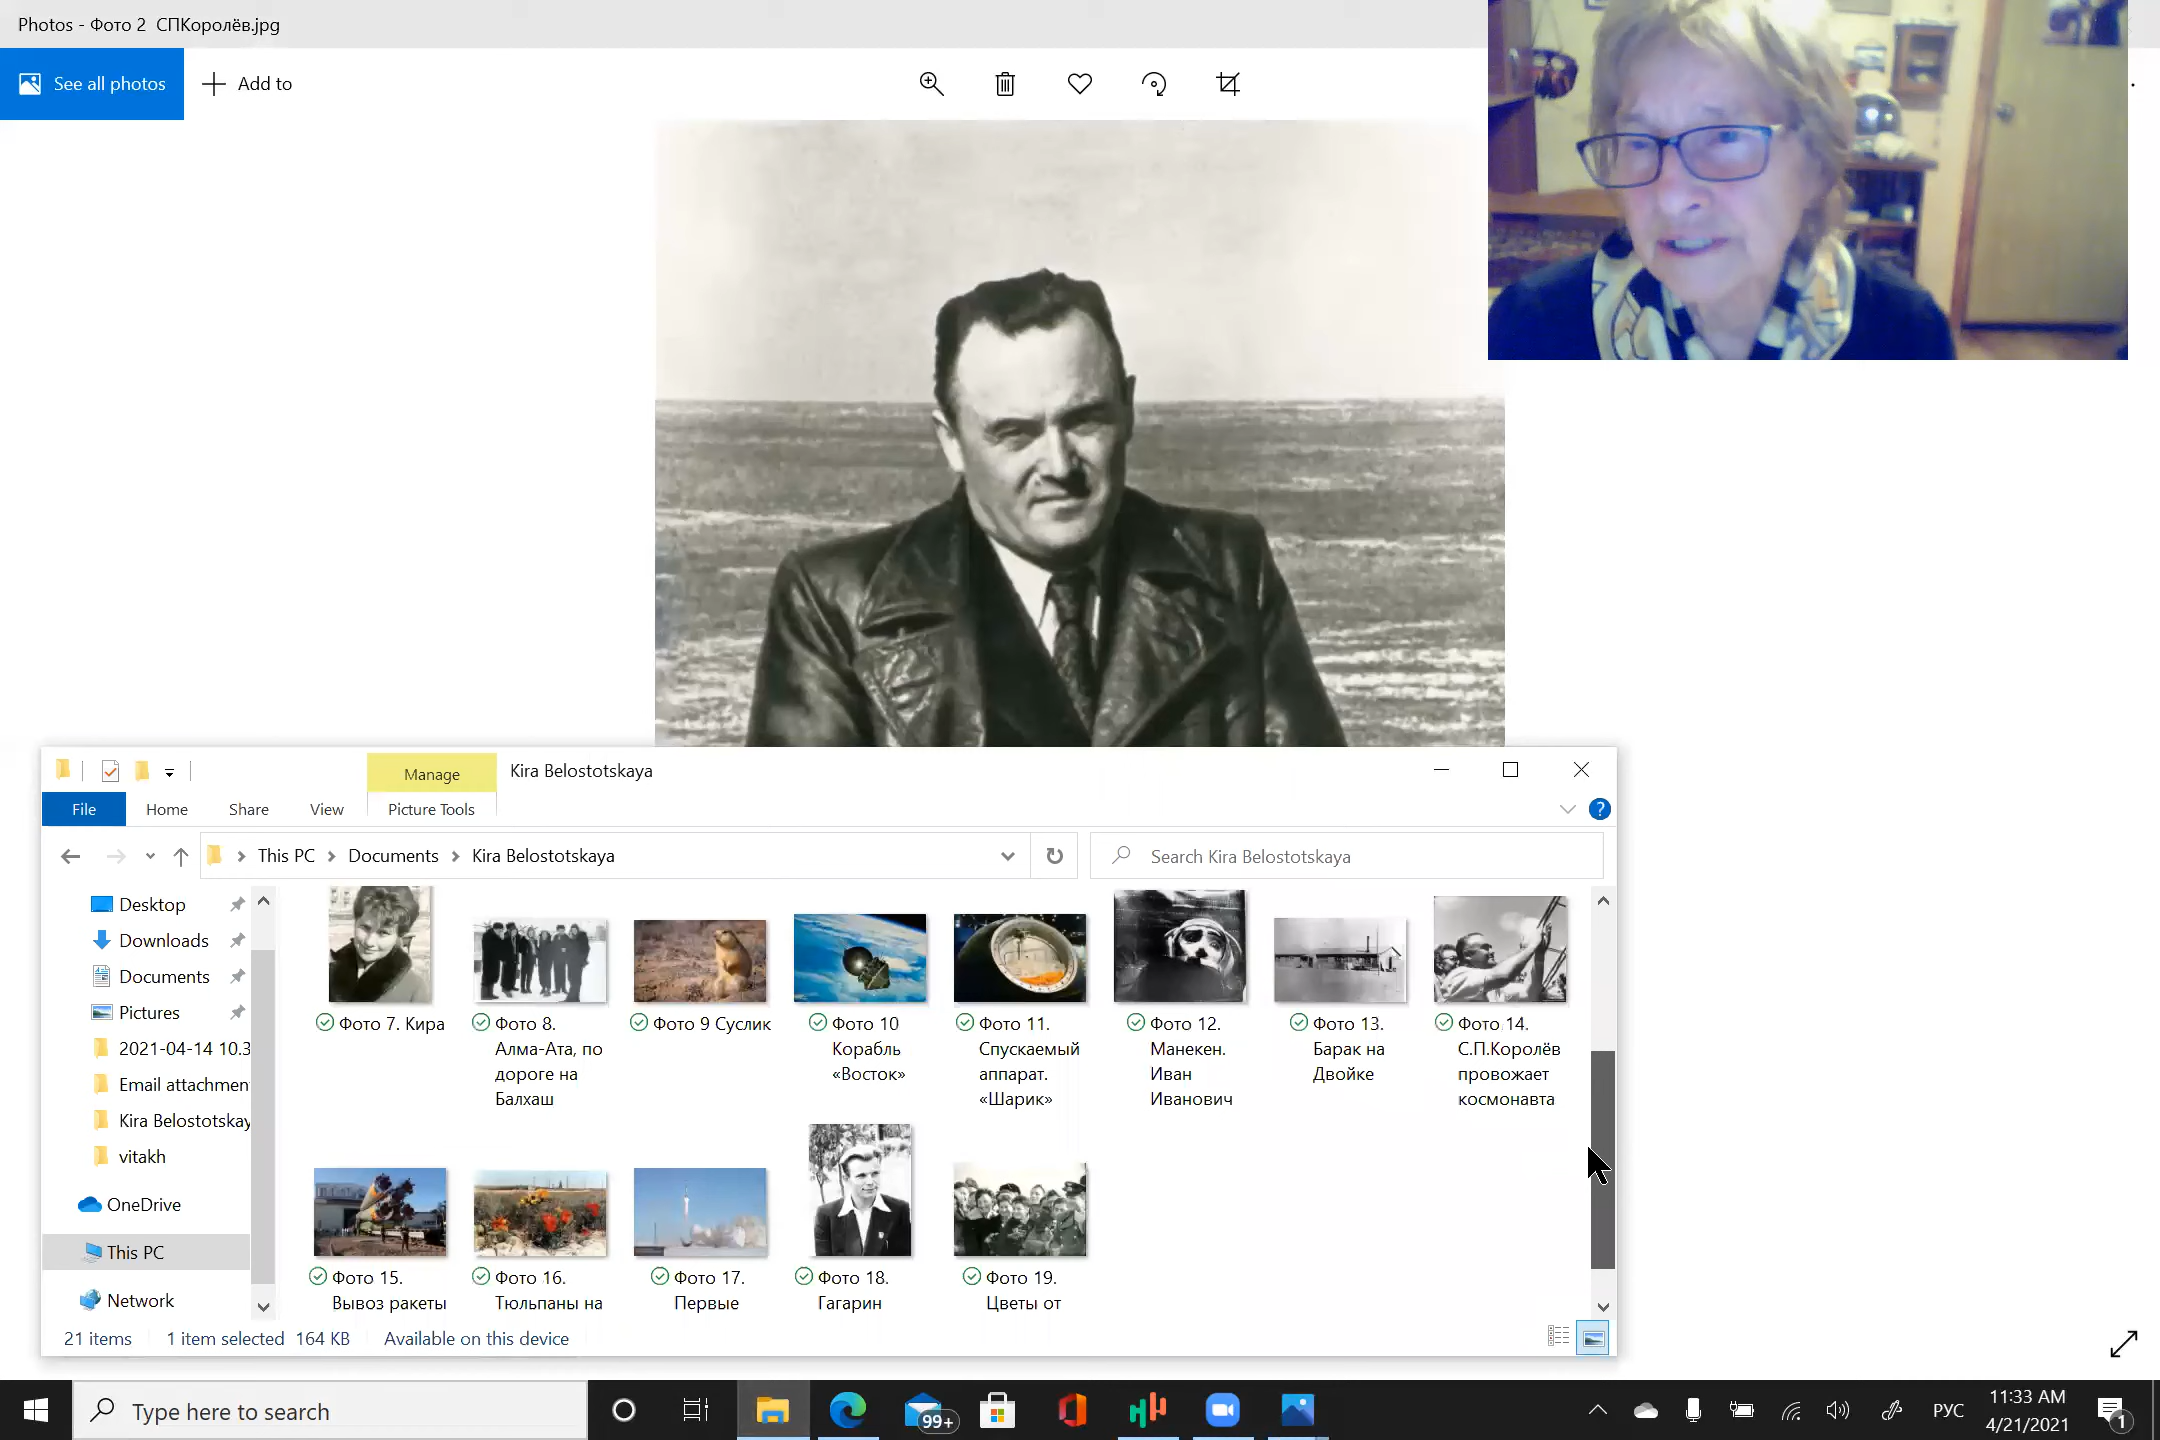 Photos - Фото 2  СПКоролёв.jpg
See all photos
Add to
Manage
Kira Belostotskaya
File
Home
Share
View
Picture Tools
This PC
Documents
Kira Belostotskaya
Search Kira Belostotskaya
Desktop
Downloads
Documents
Pictures
2021-04-14 10.3
Email attachmen
Kira Belostotskay
vitakh
OneDrive
This PC
Network
Фото 7. Кира
Фото 8.
Алма-Ата, по
дороге на
Балхаш
Фото 9 Суслик
Фото 10
Корабль
«Восток»
Фото 11.
Спускаемый
аппарат.
«Шарик»
Фото 12.
Манекен.
Иван
Иванович
Фото 13.
Барак на
Двойке
Фото 14.
С.П.Королёв
провожает
космонавта
Фото 15.
Вывоз ракеты
Фото 16.
Тюльпаны на
Фото 17.
Первые
Фото 18.
Гагарин
Фото 19.
Цветы от
21 items
1 item selected 164 KB
Available on this device
Type here to search
99+
РУС
11:33 AM
4/21/2021
1